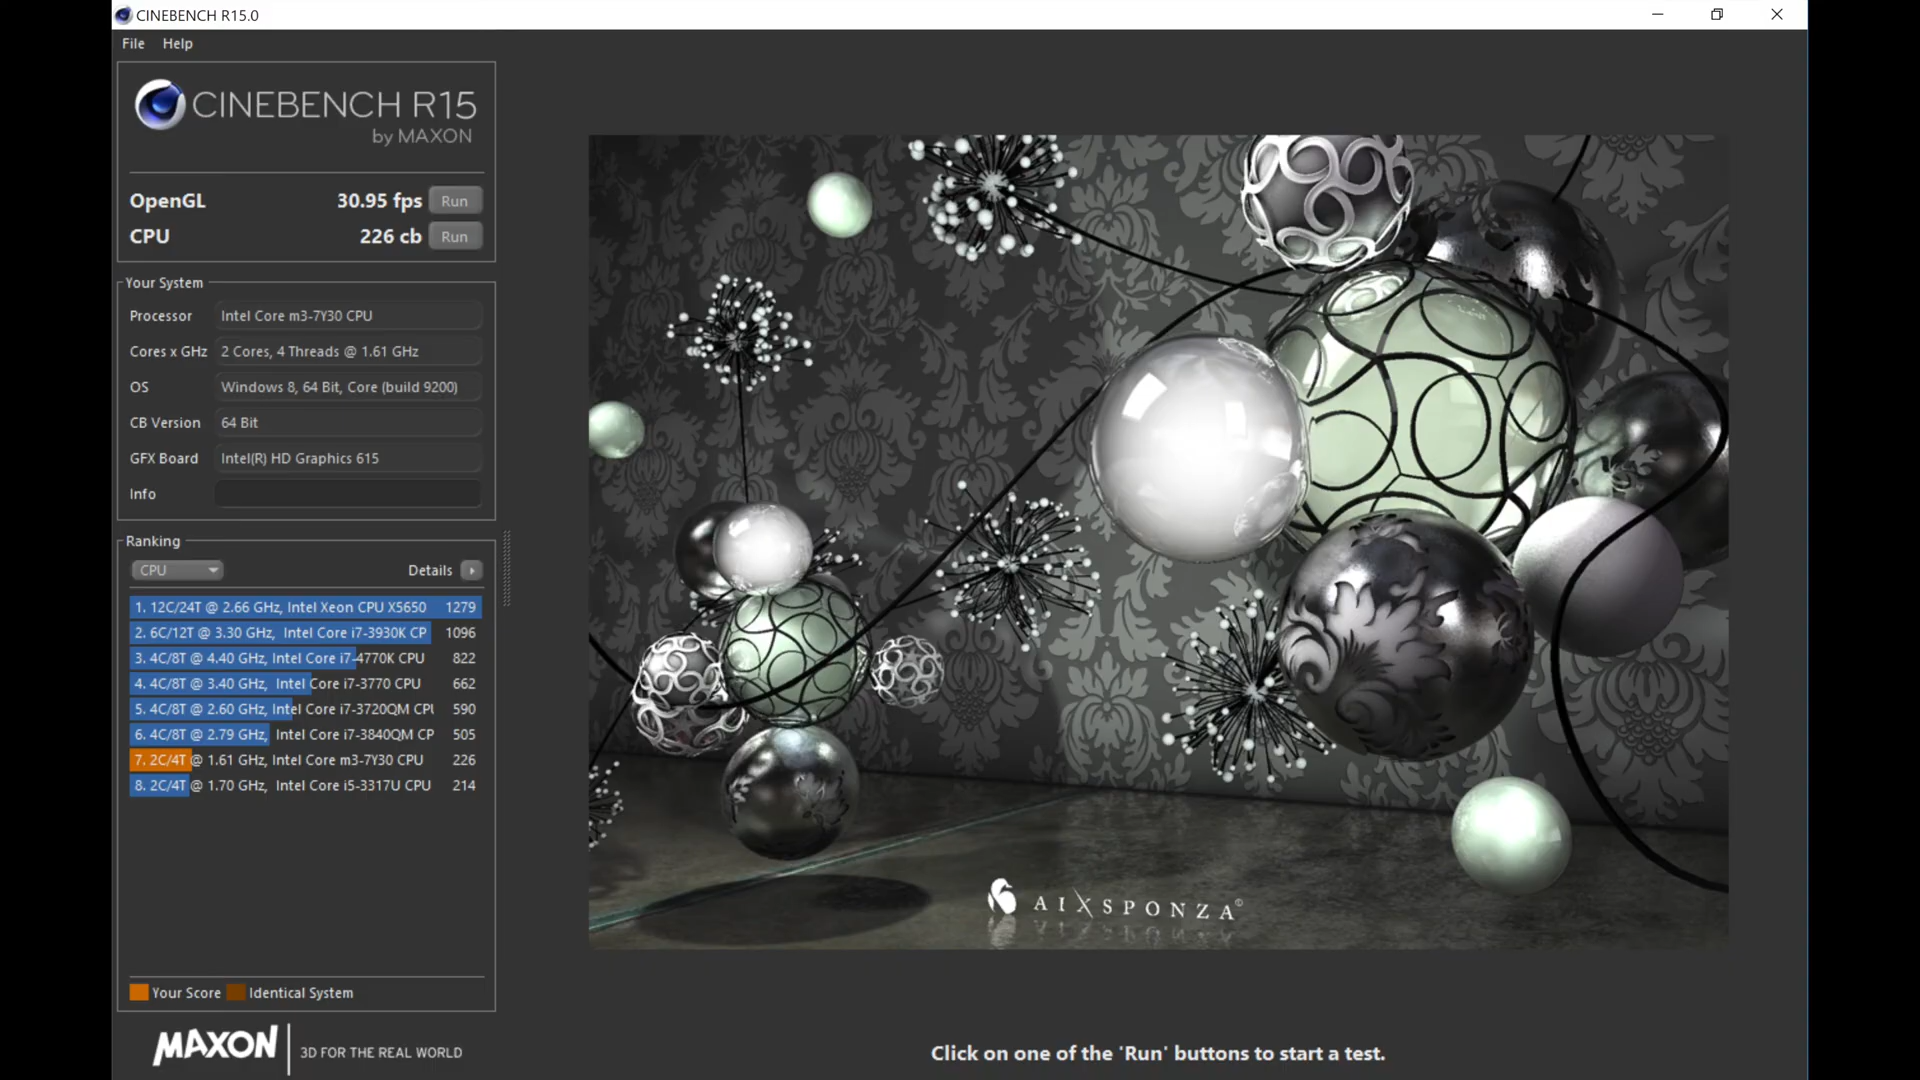 CINEBENCH R15.0
File Help
CINEBENCH R15
by MAXON
OpenGL 30.95 fps Run
CPU 226 cb Run
Your System
Processor Intel Core m3-7Y30 CPU
Cores x GHz 2 Cores, 4 Threads @ 1.61 GHz
OS Windows 8, 64 Bit, Core (build 9200)
CB Version 64 Bit
GFX Board Intel(R) HD Graphics 615
Info
Ranking
CPU Details
1. 12C/24T @ 2.66 GHz, Intel Xeon CPU X5650 1279
2. 6C/12T @ 3.30 GHz, Intel Core i7-3930K CP 1096
3. 4C/8T @ 4.40 GHz, Intel Core i7-4770K CPU 822
4. 4C/8T @ 3.40 GHz, Intel Core i7-3770 CPU 662
5. 4C/8T @ 2.60 GHz, Intel Core i7-3720QM CPU 590
6. 4C/8T @ 2.79 GHz, Intel Core i7-3840QM CP 505
7. 2C/4T @ 1.61 GHz, Intel Core m3-7Y30 CPU 226
8. 2C/4T @ 1.70 GHz, Intel Core i5-3317U CPU 214
Your Score Identical System
MAXON 3D FOR THE REAL WORLD
AIXSPONZA®
Click on one of the 'Run' buttons to start a test.